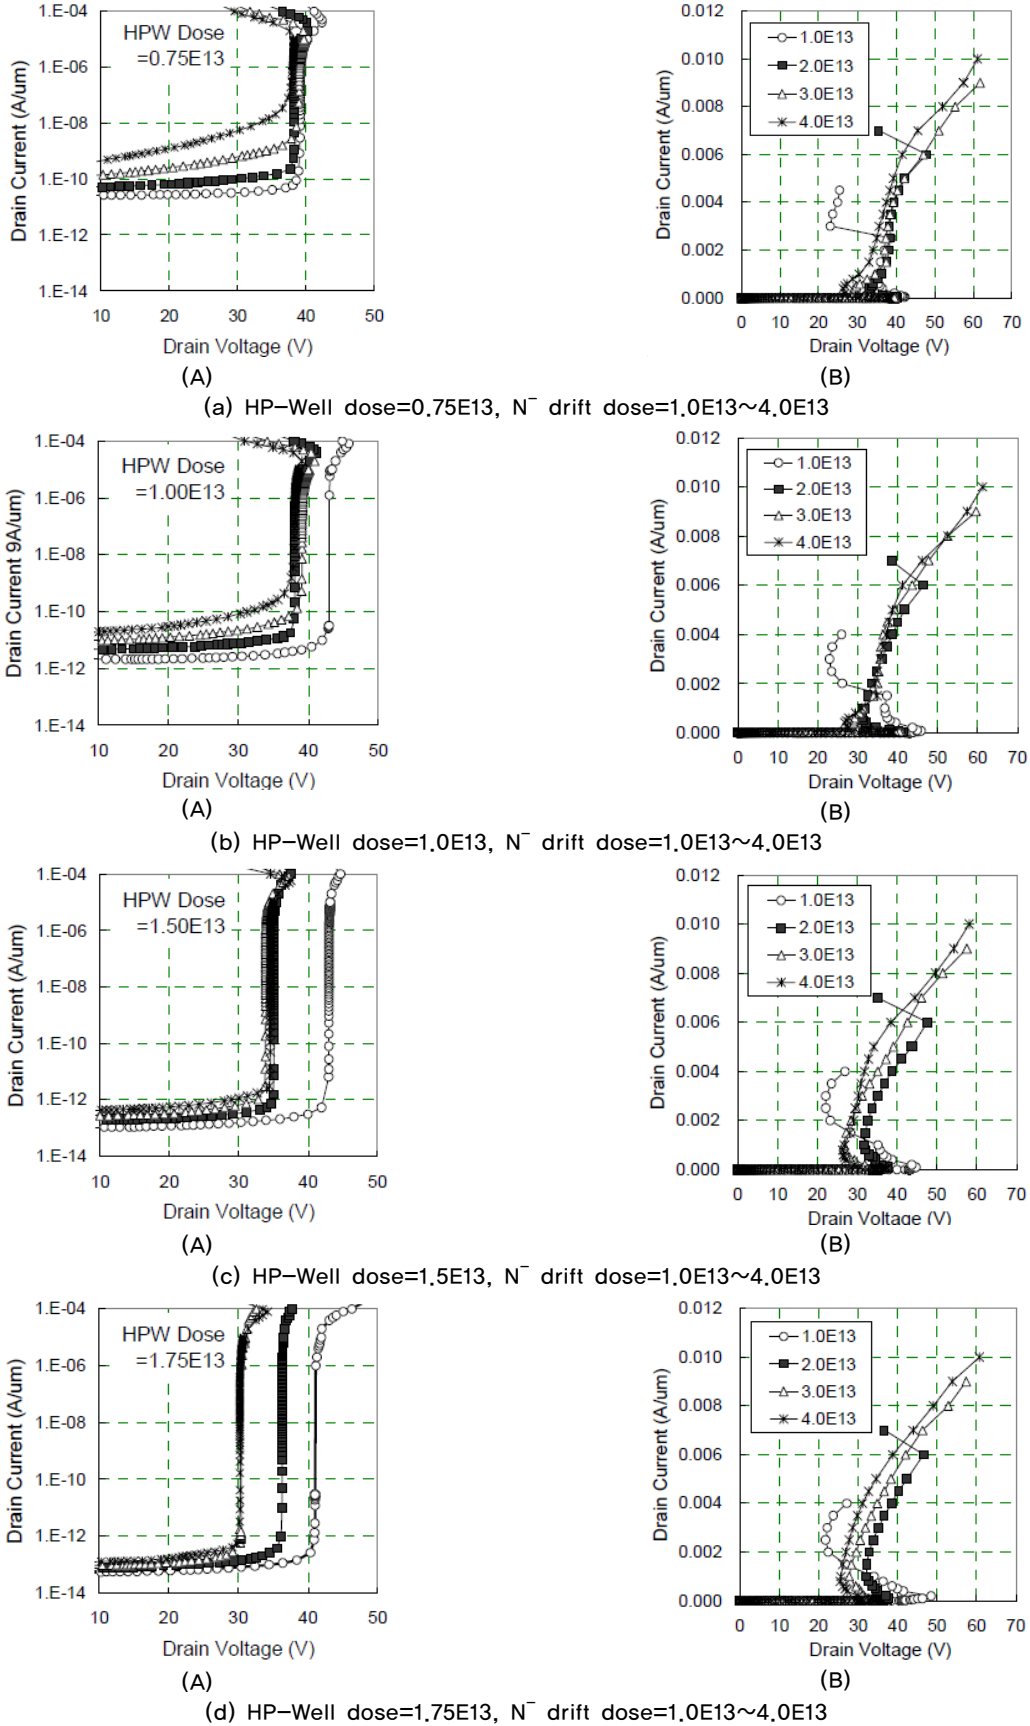 1.E-04
1.E-06
1.E-08
1.E-10
1.E-12
1.E-14
HPW Dose
=0.75E13
10 20 30 40 50
Drain Voltage (V)
Drain Current (A/um)
(A)
0.012
0.010
0.008
0.006
0.004
0.002
0.000
1.0E13
2.0E13
3.0E13
4.0E13
0 10 20 30 40 50 60 70
Drain Voltage (V)
Drain Current (A/um)
(B)
(a) HP-Well dose=0.75E13, N⁻ drift dose=1.0E13~4.0E13
1.E-04
1.E-06
1.E-08
1.E-10
1.E-12
1.E-14
HPW Dose
=1.00E13
10 20 30 40 50
Drain Voltage (V)
Drain Current 9A/um)
(A)
0.012
0.010
0.008
0.006
0.004
0.002
0.000
1.0E13
2.0E13
3.0E13
4.0E13
0 10 20 30 40 50 60 70
Drain Voltage (V)
Drain Current (A/um)
(B)
(b) HP-Well dose=1.0E13, N⁻ drift dose=1.0E13~4.0E13
1.E-04
1.E-06
1.E-08
1.E-10
1.E-12
1.E-14
HPW Dose
=1.50E13
10 20 30 40 50
Drain Voltage (V)
Drain Current (A/um)
(A)
0.012
0.010
0.008
0.006
0.004
0.002
0.000
1.0E13
2.0E13
3.0E13
4.0E13
0 10 20 30 40 50 60 70
Drain Voltage (V)
Drain Current (A/um)
(B)
(c) HP-Well dose=1.5E13, N⁻ drift dose=1.0E13~4.0E13
1.E-04
1.E-06
1.E-08
1.E-10
1.E-12
1.E-14
HPW Dose
=1.75E13
10 20 30 40 50
Drain Voltage (V)
Drain Current (A/um)
(A)
0.012
0.010
0.008
0.006
0.004
0.002
0.000
1.0E13
2.0E13
3.0E13
4.0E13
0 10 20 30 40 50 60 70
Drain Voltage (V)
Drain Current (A/um)
(B)
(d) HP-Well dose=1.75E13, N⁻ drift dose=1.0E13~4.0E13